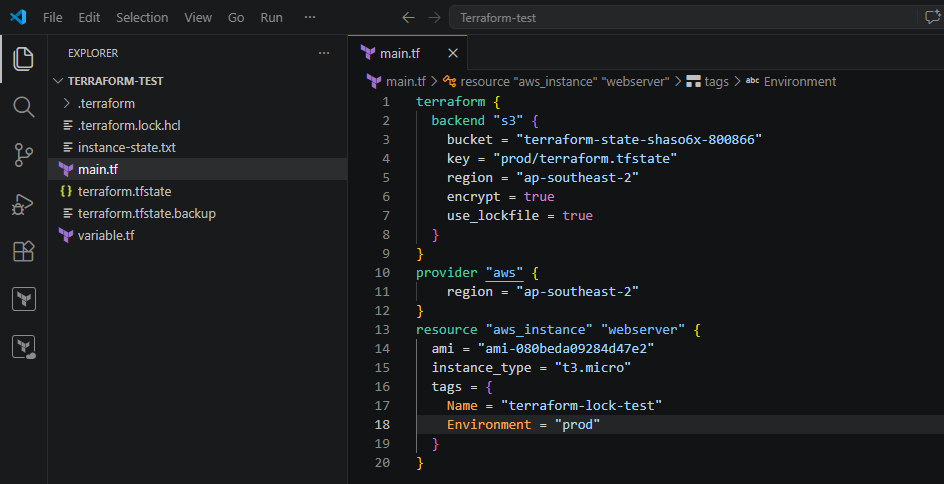 File Edit Selection View Go Run ··· ← → Terraform-test
EXPLORER ···
TERRAFORM-TEST
.terraform
.terraform.lock.hcl
instance-state.txt
main.tf
terraform.tfstate
terraform.tfstate.backup
variable.tf
main.tf ×
main.tf > resource "aws_instance" "webserver" > tags > abc Environment
1 terraform {
2   backend "s3" {
3     bucket = "terraform-state-shaso6x-800866"
4     key = "prod/terraform.tfstate"
5     region = "ap-southeast-2"
6     encrypt = true
7     use_lockfile = true
8   }
9 }
10 provider "aws" {
11     region = "ap-southeast-2"
12 }
13 resource "aws_instance" "webserver" {
14   ami = "ami-080beda09284d47e2"
15   instance_type = "t3.micro"
16   tags = {
17     Name = "terraform-lock-test"
18     Environment = "prod"
19   }
20 }